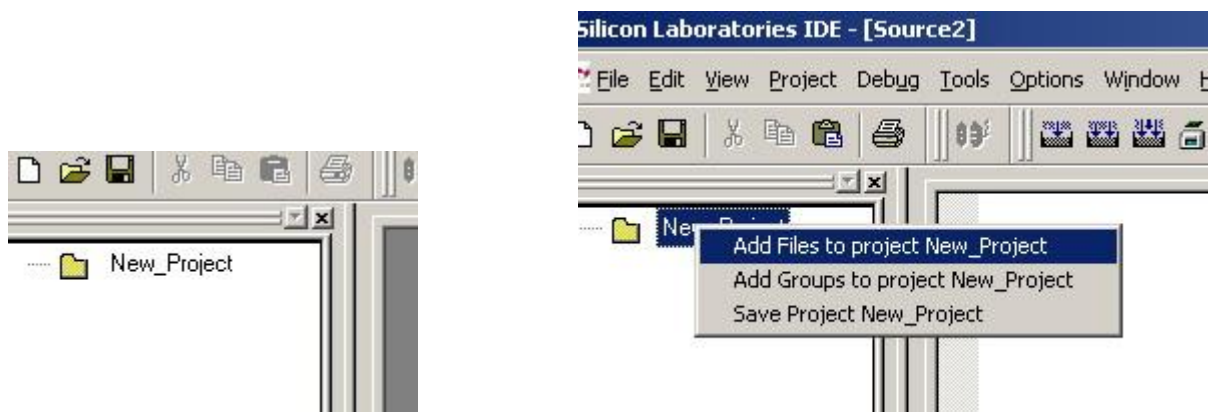 New_Project
Silicon Laboratories IDE - [Source2]
File Edit View Project Debug Tools Options Window
Add Files to project New_Project
Add Groups to project New_Project
Save Project New_Project